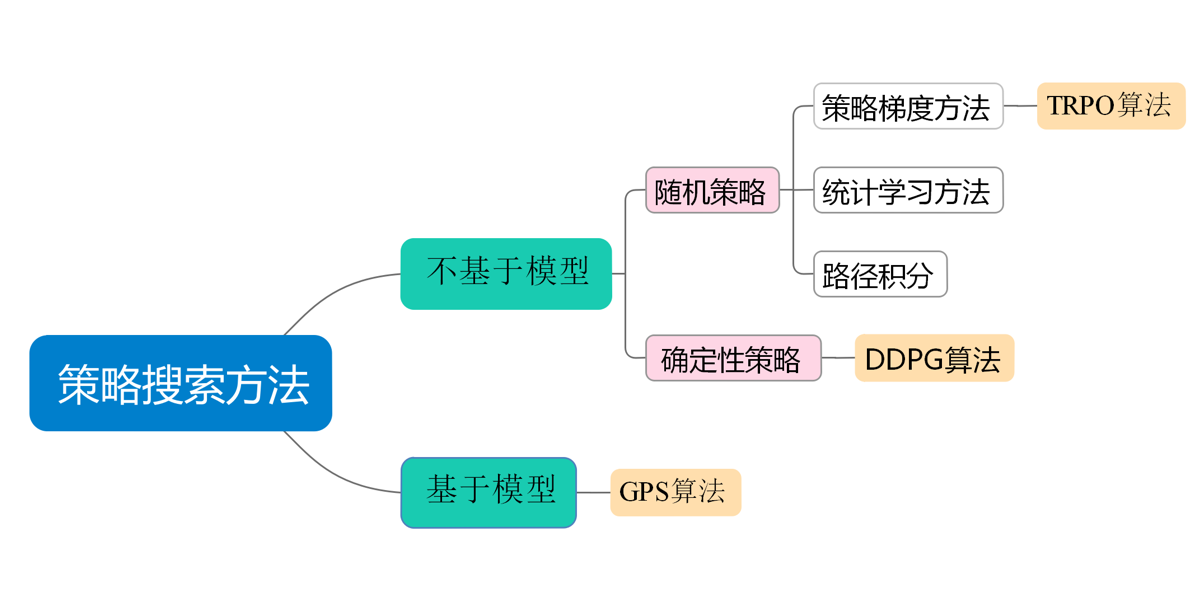 策略搜索方法
不基于模型
随机策略
策略梯度方法
TRPO算法
统计学习方法
路径积分
确定性策略
DDPG算法
基于模型
GPS算法